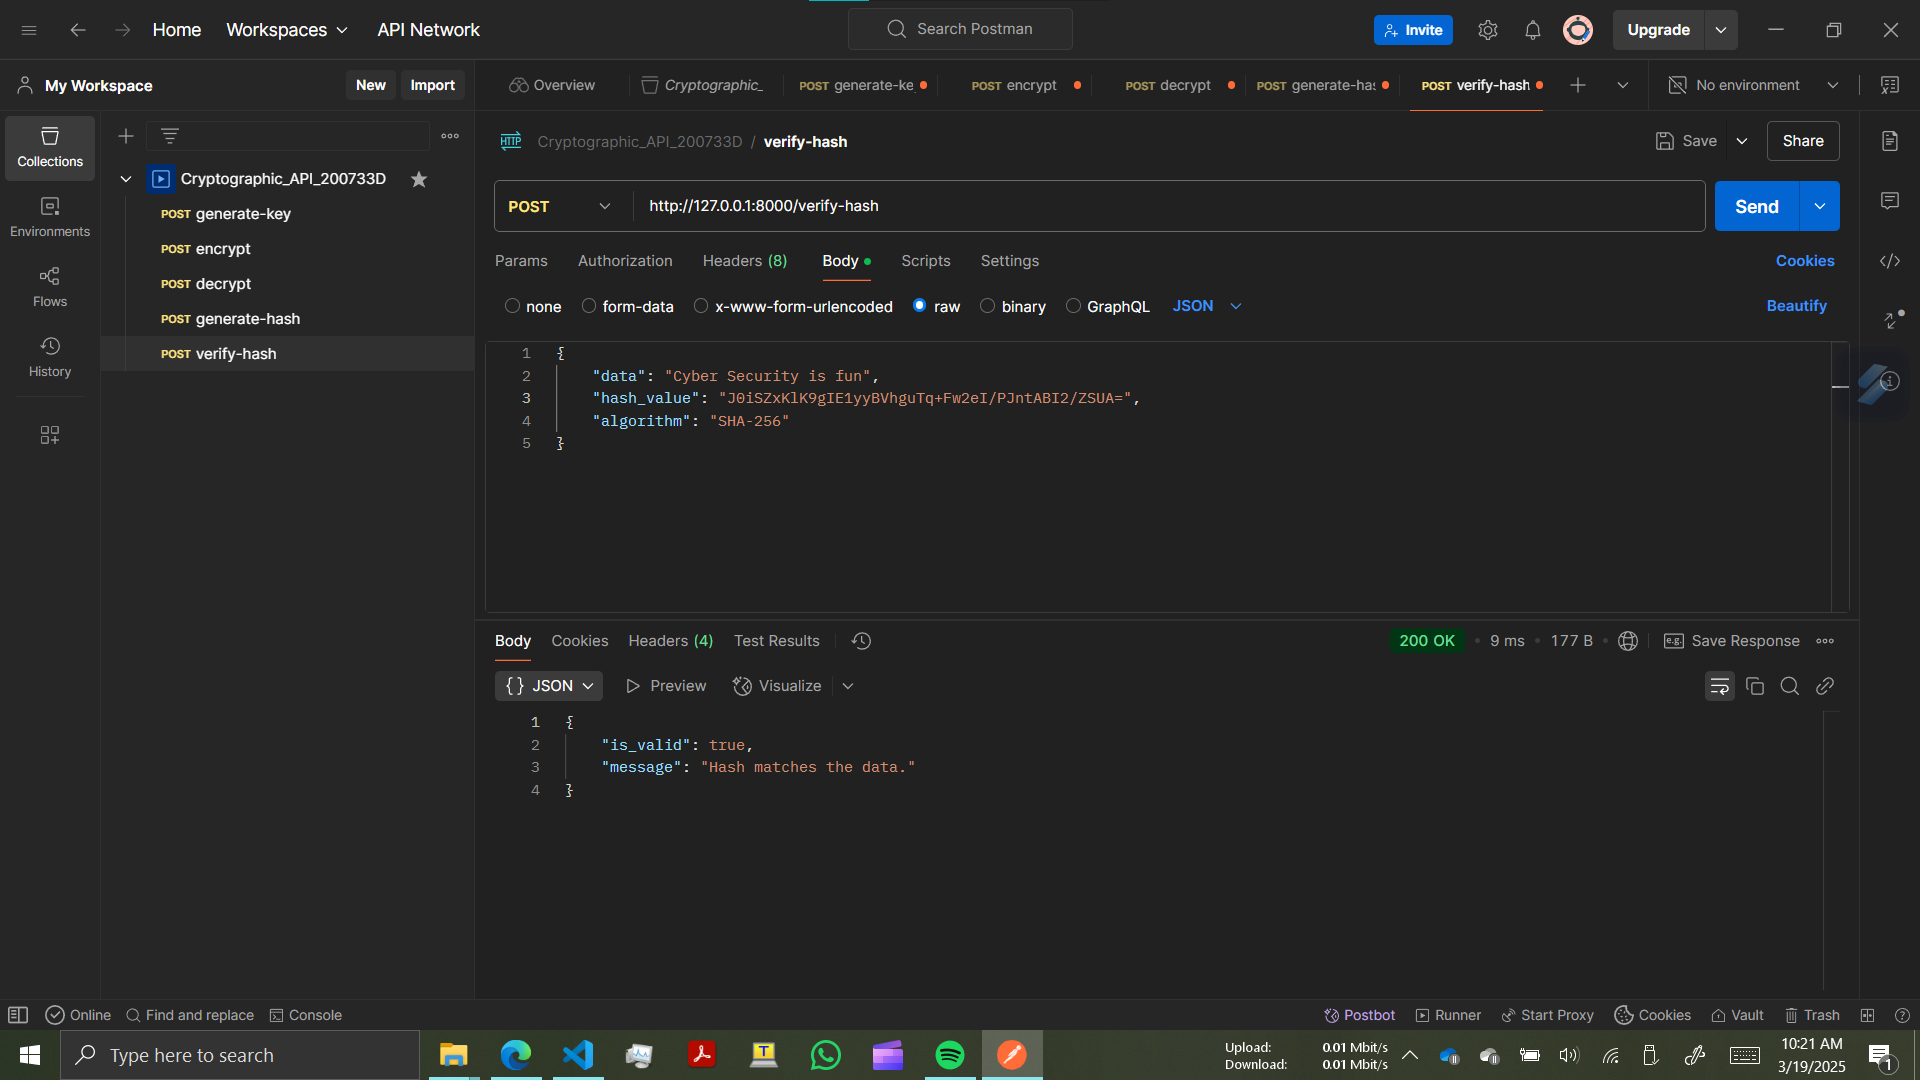 Home
Workspaces
API Network
Search Postman
Invite
Upgrade
My Workspace
New
Import
Overview
Cryptographic_
POST generate-ke
POST encrypt
POST decrypt
POST generate-has
POST verify-hash
No environment
Collections
Environments
Flows
History
Cryptographic_API_200733D
POST generate-key
POST encrypt
POST decrypt
POST generate-hash
POST verify-hash
HTTP Cryptographic_API_200733D / verify-hash
Save
Share
POST
http://127.0.0.1:8000/verify-hash
Send
Params
Authorization
Headers (8)
Body
Scripts
Settings
Cookies
none
form-data
x-www-form-urlencoded
raw
binary
GraphQL
JSON
Beautify
1 {
2 "data": "Cyber Security is fun",
3 "hash_value": "J0iSZxKlK9gIE1yyBVhguTq+Fw2eI/PJntABI2/ZSUA=",
4 "algorithm": "SHA-256"
5 }
Body
Cookies
Headers (4)
Test Results
200 OK
9 ms
177 B
e.g. Save Response
{} JSON
Preview
Visualize
1 {
2 "is_valid": true,
3 "message": "Hash matches the data."
4 }
Online
Find and replace
Console
Postbot
Runner
Start Proxy
Cookies
Vault
Trash
Type here to search
Upload: 0.01 Mbit/s
Download: 0.01 Mbit/s
10:21 AM
3/19/2025
1